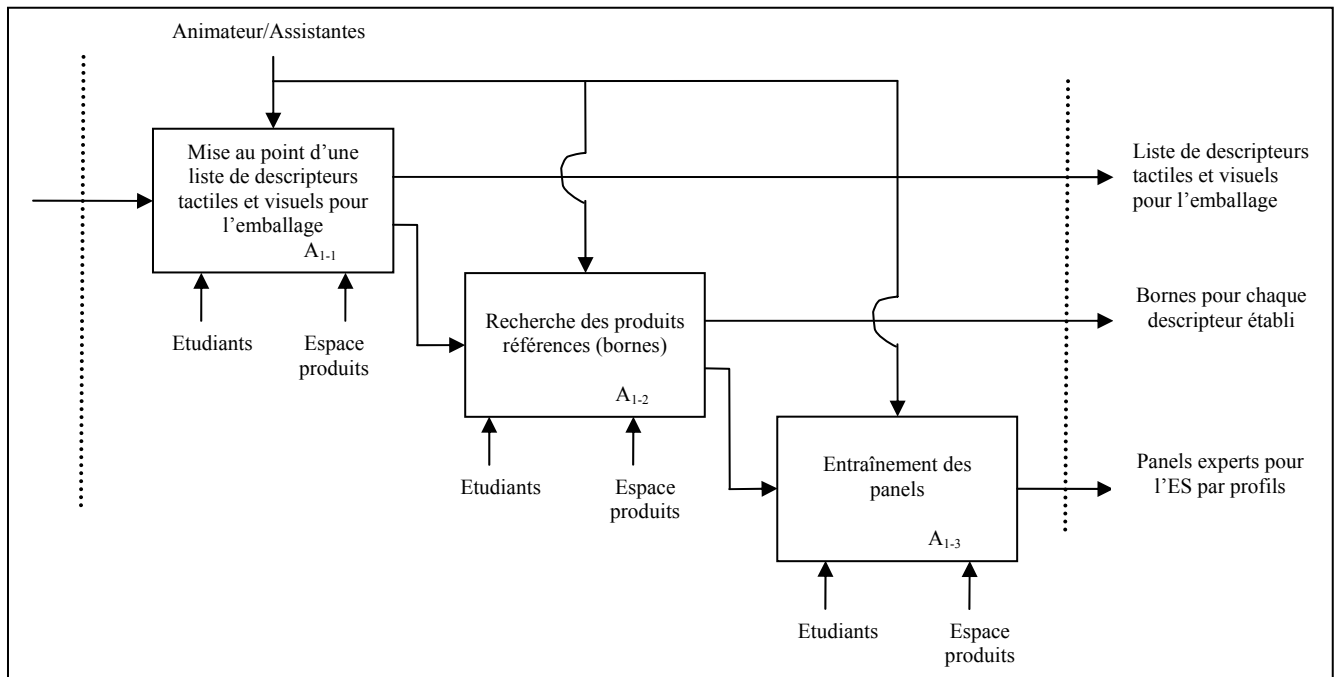 Animateur/Assistantes
Mise au point d’une
liste de descripteurs
tactiles et visuels pour
l’emballage
A1-1
Liste de descripteurs
tactiles et visuels
pour l’emballage
Etudiants
Espace
produits
Recherche des produits
références (bornes)
A1-2
Bornes pour chaque
descripteur établi
Etudiants
Espace
produits
Entraînement des
panels
A1-3
Panels experts pour
l’ES par profils
Etudiants
Espace
produits